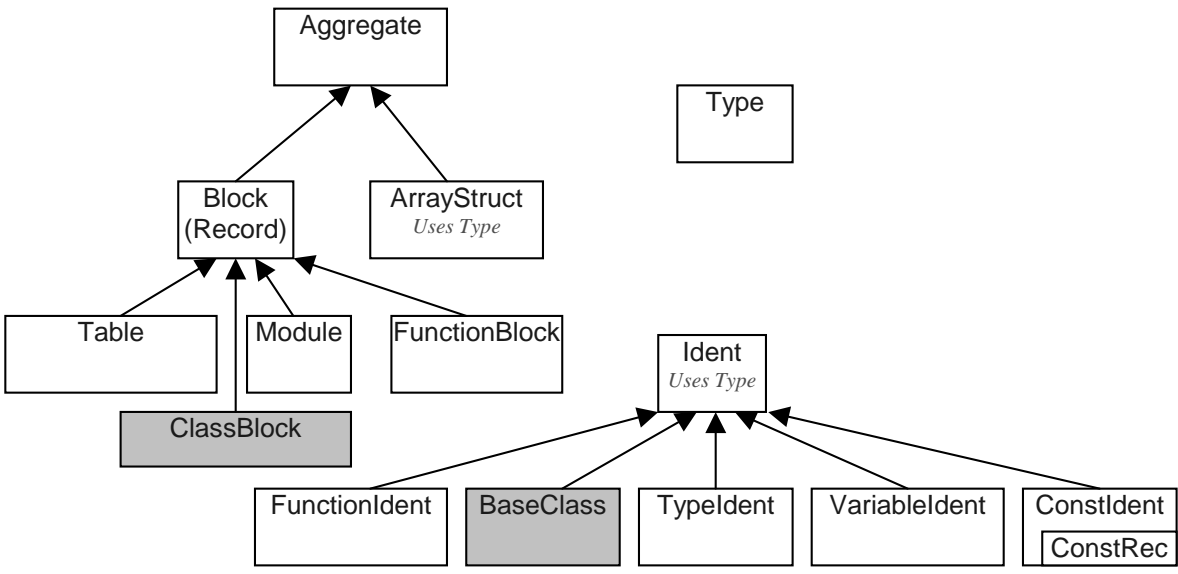 Aggregate
Type
Block
(Record)
ArrayStruct
Uses Type
Table
Module
FunctionBlock
ClassBlock
Ident
Uses Type
FunctionIdent
BaseClass
TypeIdent
VariableIdent
ConstIdent
ConstRec